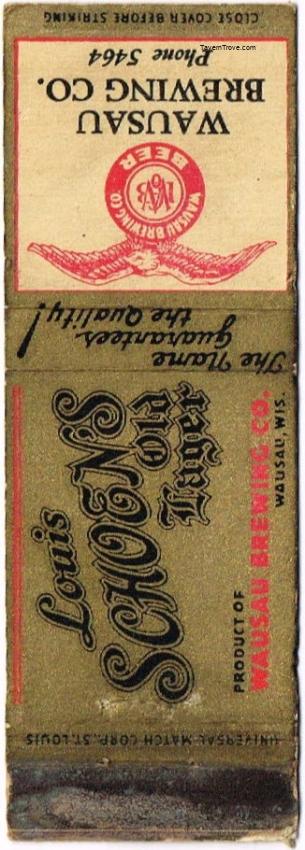 CLOSE COVER BEFORE STRIKING
TavernTrove.com
WAUSAU
BREWING CO.
Phone 5464
BEER
WAUSAU BREWING CO.
The Name
Guarantees
the Quality!
Louis
SCHOEN'S
Old
Lager
PRODUCT OF
WAUSAU BREWING CO.
WAUSAU, WIS.
UNIVERSAL MATCH CORP., ST. LOUIS